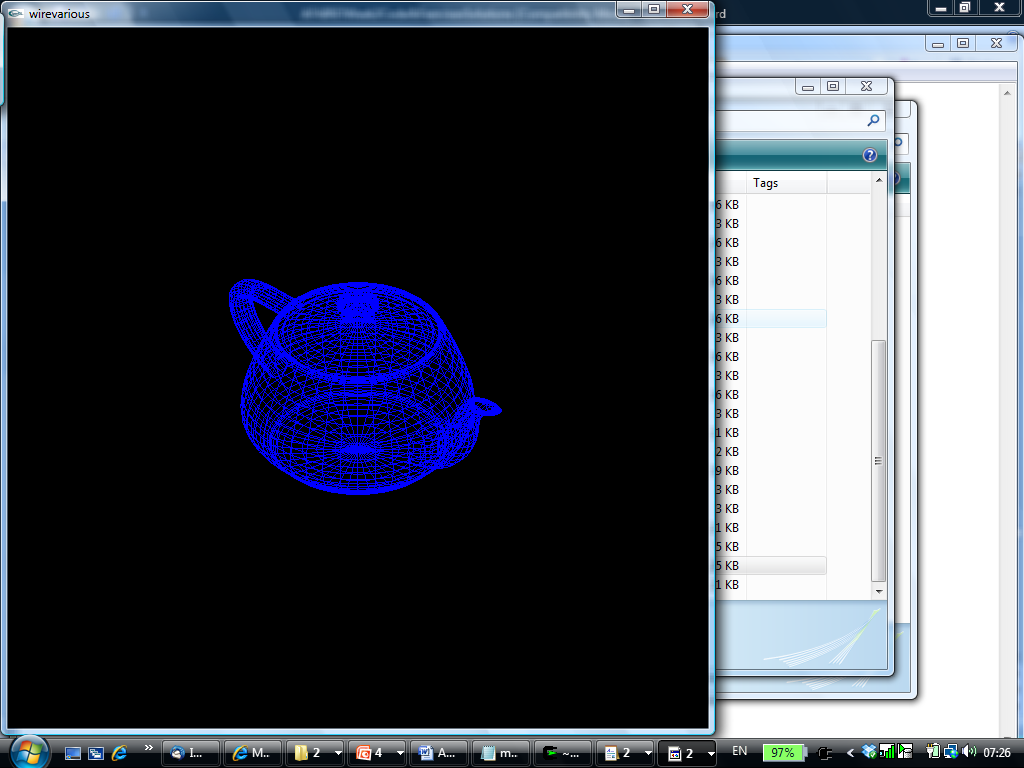 wirevarious
rd
Tags
6 KB
3 KB
6 KB
3 KB
6 KB
3 KB
6 KB
3 KB
6 KB
3 KB
6 KB
3 KB
1 KB
2 KB
9 KB
3 KB
3 KB
1 KB
5 KB
5 KB
1 KB
I...
M...
2
4
A...
m...
~...
2
2
EN
97%
07:26